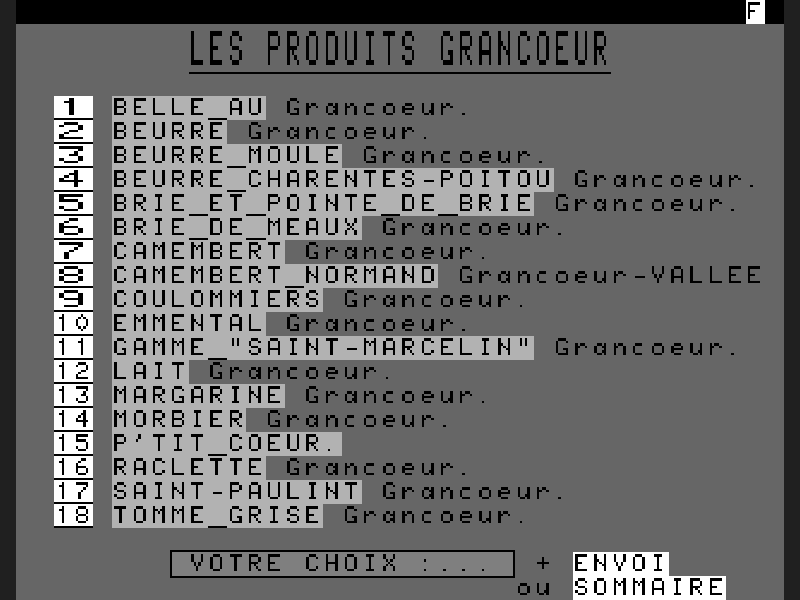 F
LES PRODUITS GRANCOEUR
1 BELLE_AU Grancoeur.
2 BEURRE Grancoeur.
3 BEURRE_MOULE Grancoeur.
4 BEURRE_CHARENTES-POITOU Grancoeur.
5 BRIE_ET_POINTE_DE_BRIE Grancoeur.
6 BRIE_DE_MEAUX Grancoeur.
7 CAMEMBERT Grancoeur.
8 CAMEMBERT_NORMAND Grancoeur-VALLEE
9 COULOMMIERS Grancoeur.
10 EMMENTAL Grancoeur.
11 GAMME_"SAINT-MARCELIN" Grancoeur.
12 LAIT Grancoeur.
13 MARGARINE Grancoeur.
14 MORBIER Grancoeur.
15 P'TIT_COEUR.
16 RACLETTE Grancoeur.
17 SAINT-PAULINT Grancoeur.
18 TOMME_GRISE Grancoeur.
VOTRE CHOIX :... + ENVOI
ou SOMMAIRE